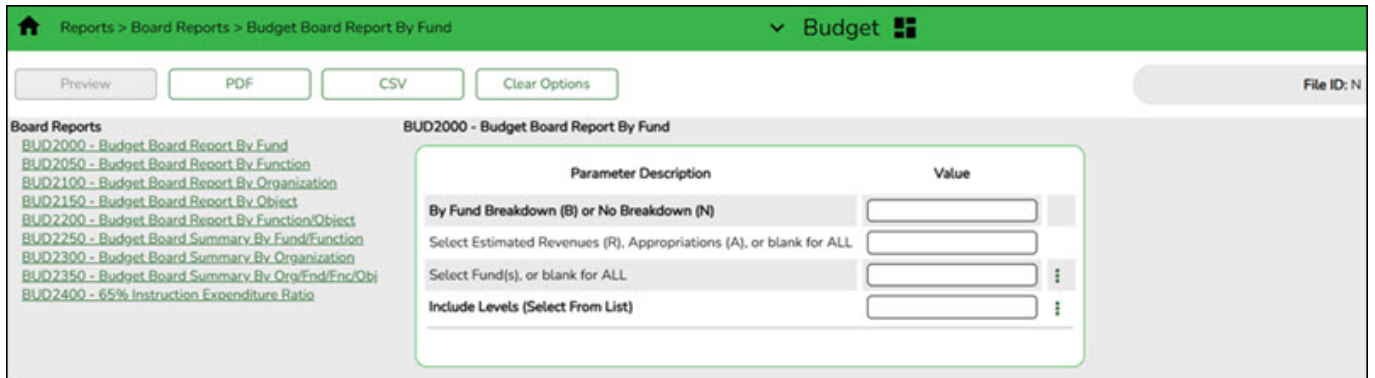 Reports > Board Reports > Budget Board Report By Fund
Budget
Preview
PDF
CSV
Clear Options
File ID: N
Board Reports
BUD2000 - Budget Board Report By Fund
BUD2050 - Budget Board Report By Function
BUD2100 - Budget Board Report By Organization
BUD2150 - Budget Board Report By Object
BUD2200 - Budget Board Report By Function/Object
BUD2250 - Budget Board Summary By Fund/Function
BUD2300 - Budget Board Summary By Organization
BUD2350 - Budget Board Summary By Org/Fnd/Fnc/Obj
BUD2400 - 65% Instruction Expenditure Ratio
BUD2000 - Budget Board Report By Fund
Parameter Description Value
By Fund Breakdown (B) or No Breakdown (N)
Select Estimated Revenues (R), Appropriations (A), or blank for ALL
Select Fund(s), or blank for ALL
Include Levels (Select From List)